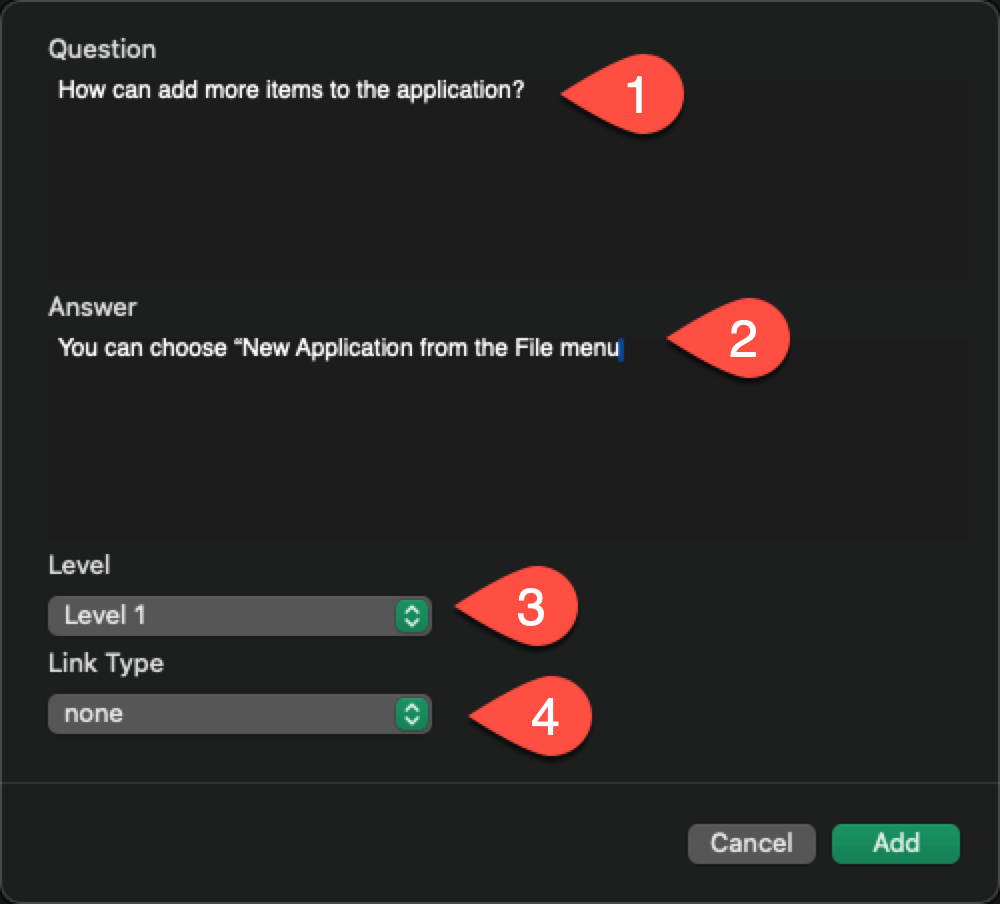 Question
How can add more items to the application?
1
Answer
You can choose “New Application from the File menu
2
Level
Level 1
3
Link Type
none
4
Cancel
Add